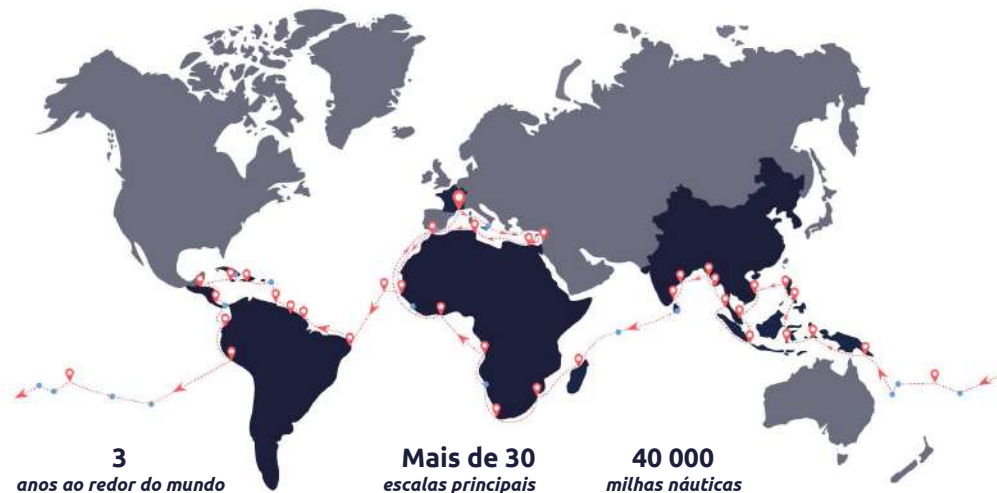 3
anos ao redor do mundo
Mais de 30
escalas principais
40 000
milhas náuticas